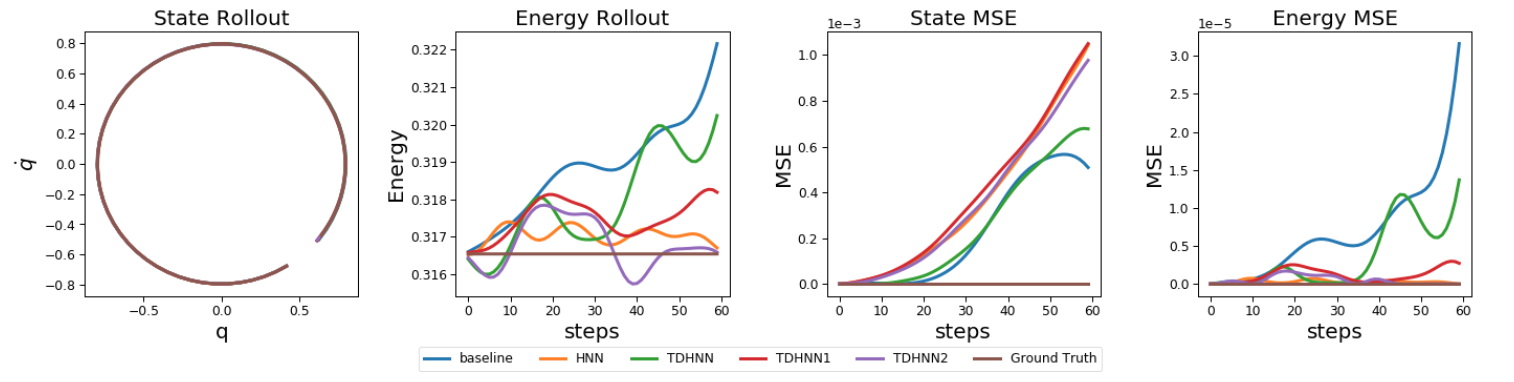 State Rollout
0.8
0.6
0.4
0.2
0.0
−0.2
−0.4
−0.6
−0.8
q̇
−0.5
0.0
0.5
q
Energy Rollout
0.322
0.321
0.320
0.319
0.318
0.317
0.316
Energy
0 10 20 30 40 50 60
steps
State MSE
1e−3
1.0
0.8
0.6
0.4
0.2
0.0
MSE
0 10 20 30 40 50 60
steps
Energy MSE
1e−5
3.0
2.5
2.0
1.5
1.0
0.5
0.0
MSE
0 10 20 30 40 50 60
steps
baseline HNN TDHNN TDHNN1 TDHNN2 Ground Truth